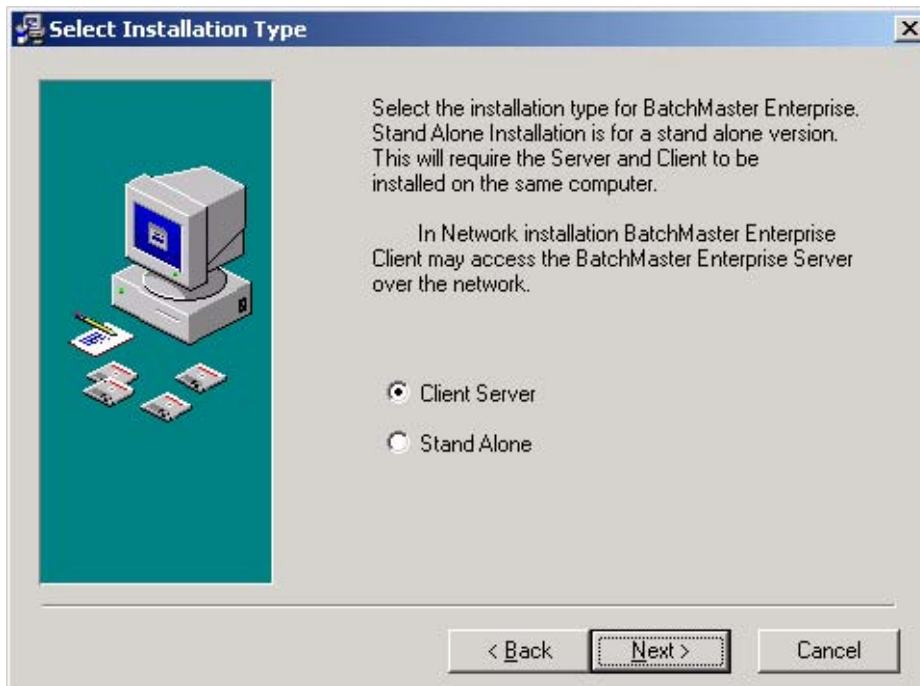 Select Installation Type
Select the installation type for BatchMaster Enterprise.
Stand Alone Installation is for a stand alone version.
This will require the Server and Client to be
installed on the same computer.
In Network installation BatchMaster Enterprise
Client may access the BatchMaster Enterprise Server
over the network.
Client Server
Stand Alone
< Back
Next >
Cancel